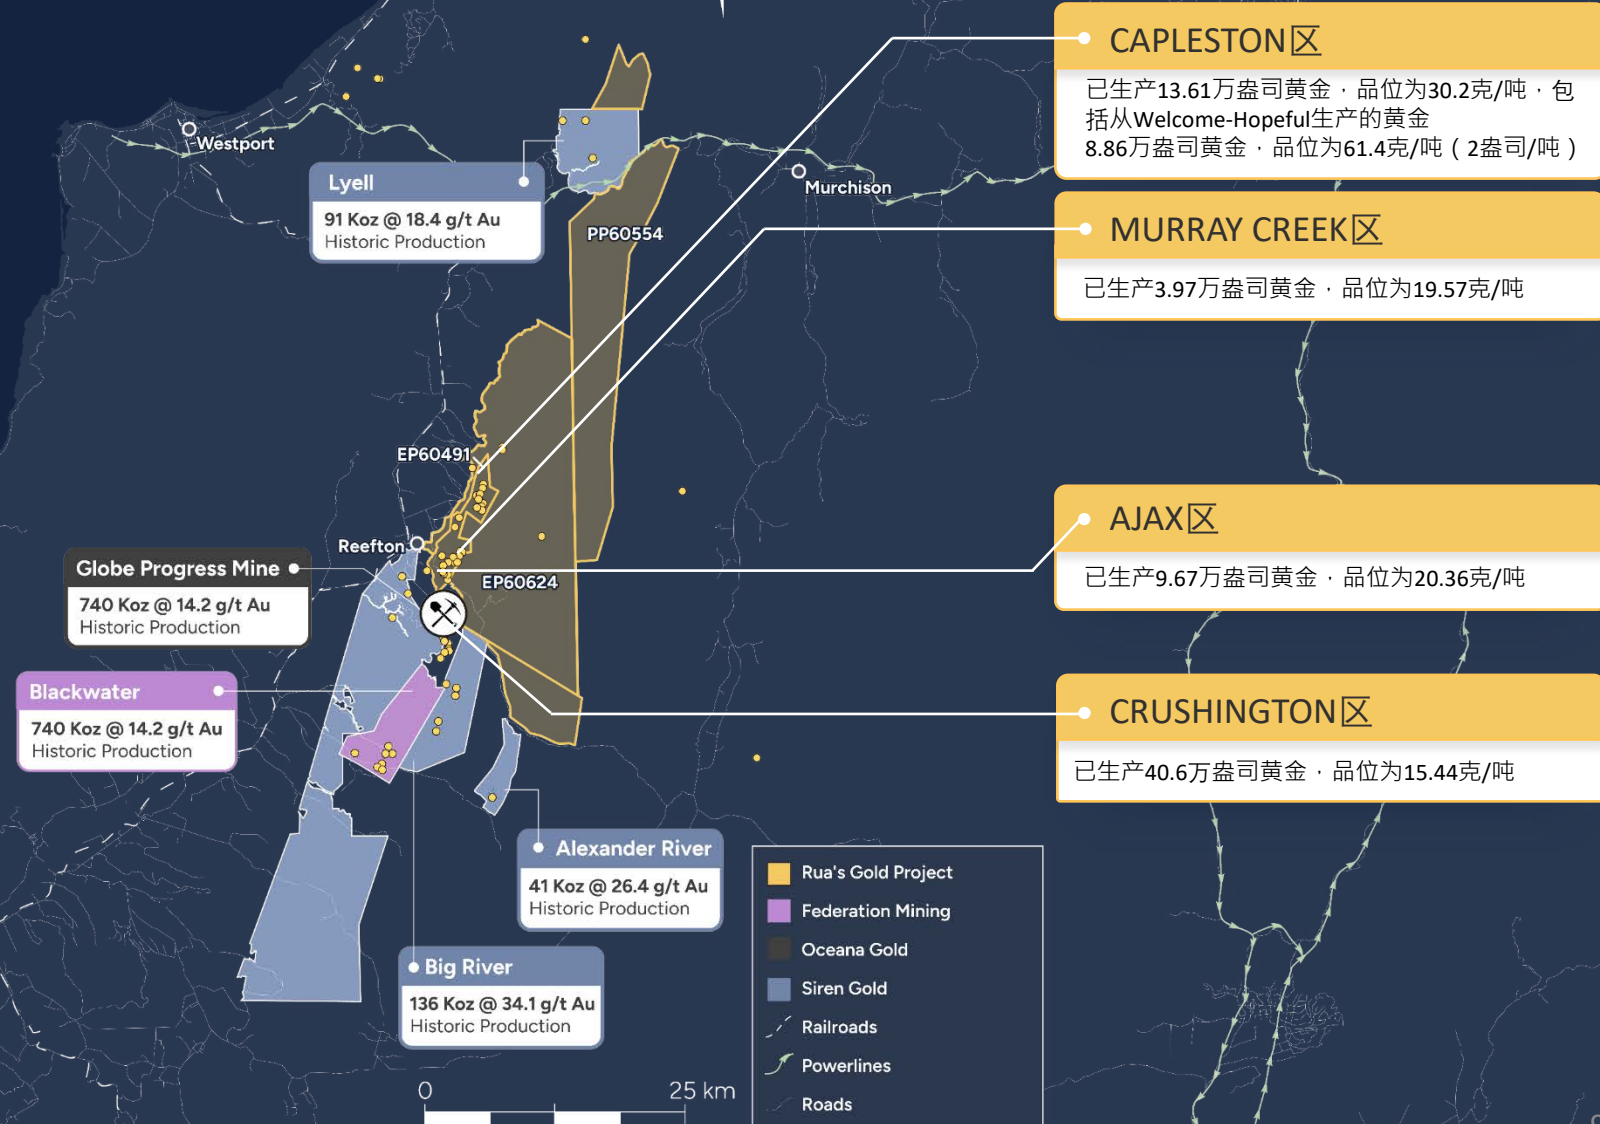 CAPLESTON区
已生产13.61万盎司黄金，品位为30.2克/吨，包
括从Welcome-Hopeful生产的黄金
8.86万盎司黄金，品位为61.4克/吨（2盎司/吨）
Westport
Lyell
91 Koz @ 18.4 g/t Au
Historic Production
Murchison
PP60554
MURRAY CREEK区
已生产3.97万盎司黄金，品位为19.57克/吨
EP60491
Reefton
EP60624
AJAX区
已生产9.67万盎司黄金，品位为20.36克/吨
Globe Progress Mine
740 Koz @ 14.2 g/t Au
Historic Production
Blackwater
740 Koz @ 14.2 g/t Au
Historic Production
CRUSHINGTON区
已生产40.6万盎司黄金，品位为15.44克/吨
Alexander River
41 Koz @ 26.4 g/t Au
Historic Production
Big River
136 Koz @ 34.1 g/t Au
Historic Production
Rua's Gold Project
Federation Mining
Oceana Gold
Siren Gold
Railroads
Powerlines
Roads
0 25 km